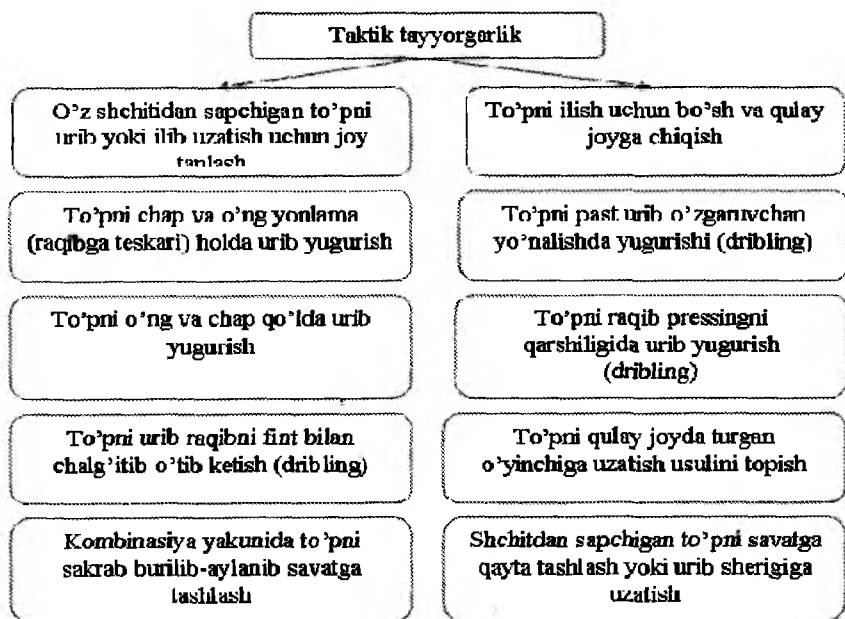 Taktik tayyorgarlik
O’z shchitidan sapchigan to’pni
urib yoki ilib uzatish uchun joy
tanlash
To’pni ilish uchun bo’sh va qulay
joyga chiqish
To’pni chap va o’ng yonlama
(raqibga teskari) holda urib yugurish
To’pni past urib o’zgaruvchan
yo’nalishda yugurishi (dribling)
To’pni o’ng va chap qo’lda urib
yugurish
To’pni raqib pressingni
qarshiligida urib yugurish
(dribling)
To’pni urib raqibni fint bilan
chalg’itib o’tib ketish (dribling)
To’pni qulay joyda turgan
o’yinchiga uzatish usulini topish
Kombinasiya yakunida to’pni
sakrab burilib-aylanib savatga
tashlash
Shchitdan sapchigan to’pni savatga
qayta tashlash yoki urib sherigiga
uzatish